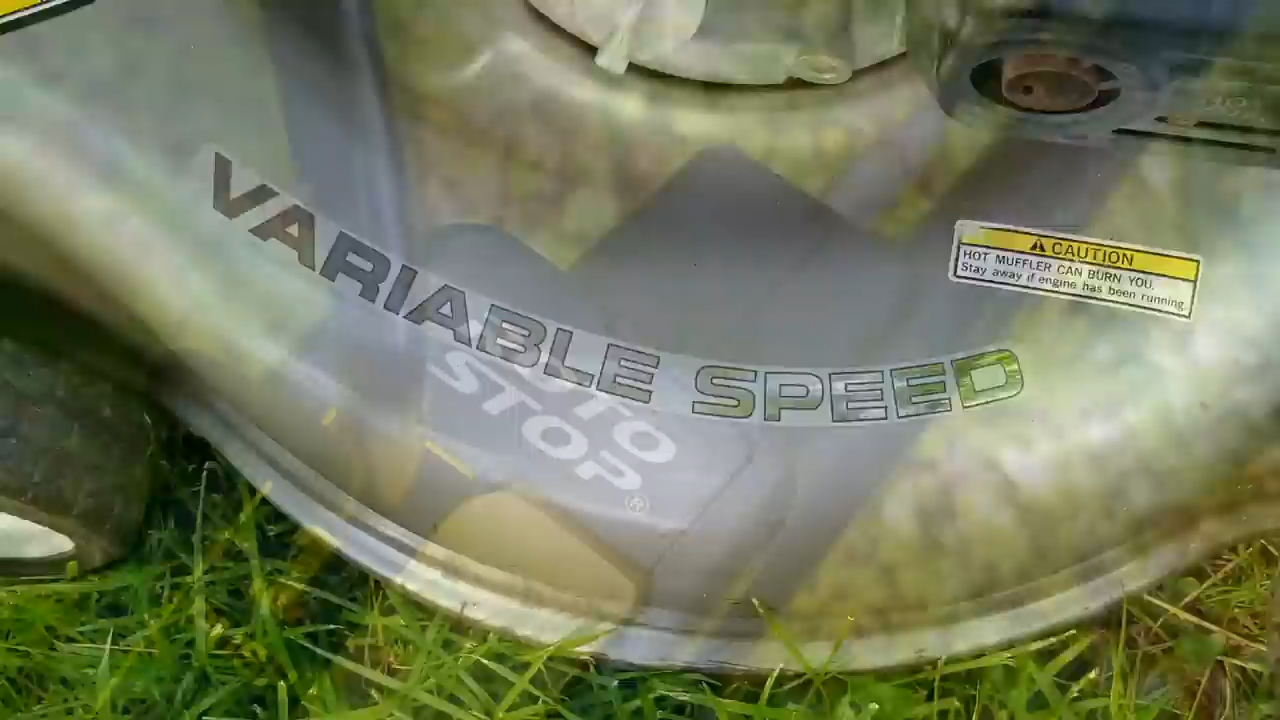 VARIABLE SPEED
AUTO
STOP®
⚠ CAUTION
HOT MUFFLER CAN BURN YOU.
Stay away if engine has been running.